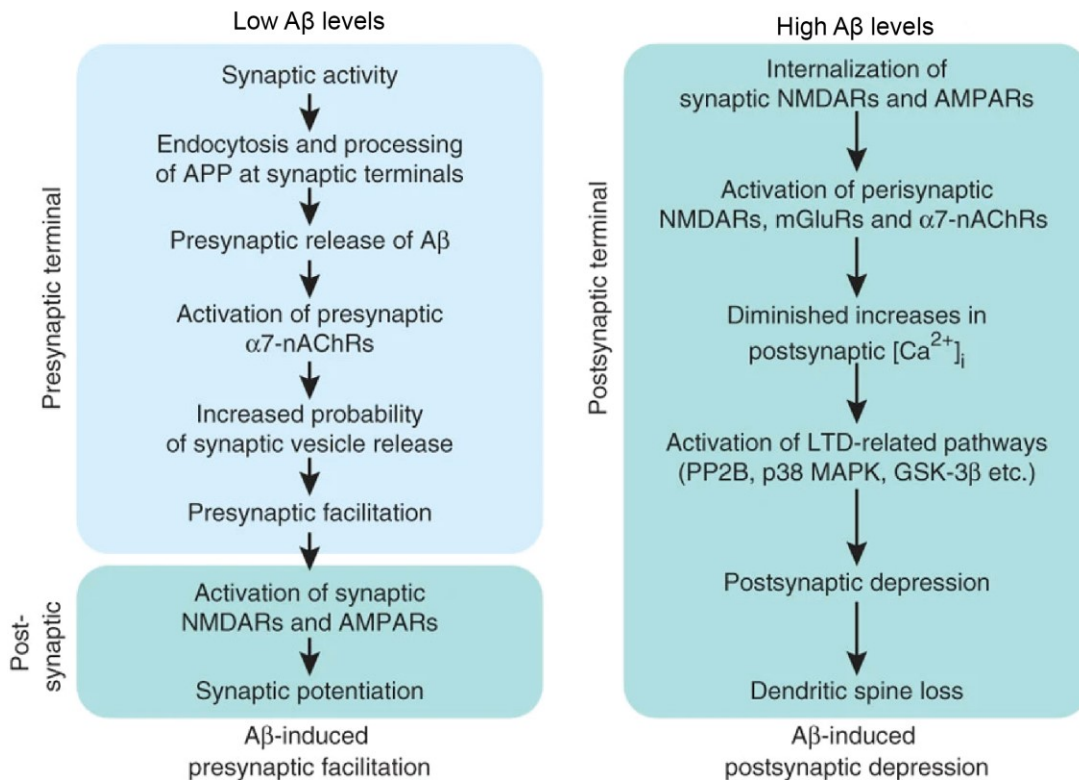 Low Aβ levels
Presynaptic terminal
Synaptic activity
Endocytosis and processing
of APP at synaptic terminals
Presynaptic release of Aβ
Activation of presynaptic
α7-nAChRs
Increased probability
of synaptic vesicle release
Presynaptic facilitation
Post-
synaptic
Activation of synaptic
NMDARs and AMPARs
Synaptic potentiation
Aβ-induced
presynaptic facilitation
High Aβ levels
Postsynaptic terminal
Internalization of
synaptic NMDARs and AMPARs
Activation of perisynaptic
NMDARs, mGluRs and α7-nAChRs
Diminished increases in
postsynaptic [Ca²⁺]ᵢ
Activation of LTD-related pathways
(PP2B, p38 MAPK, GSK-3β etc.)
Postsynaptic depression
Dendritic spine loss
Aβ-induced
postsynaptic depression